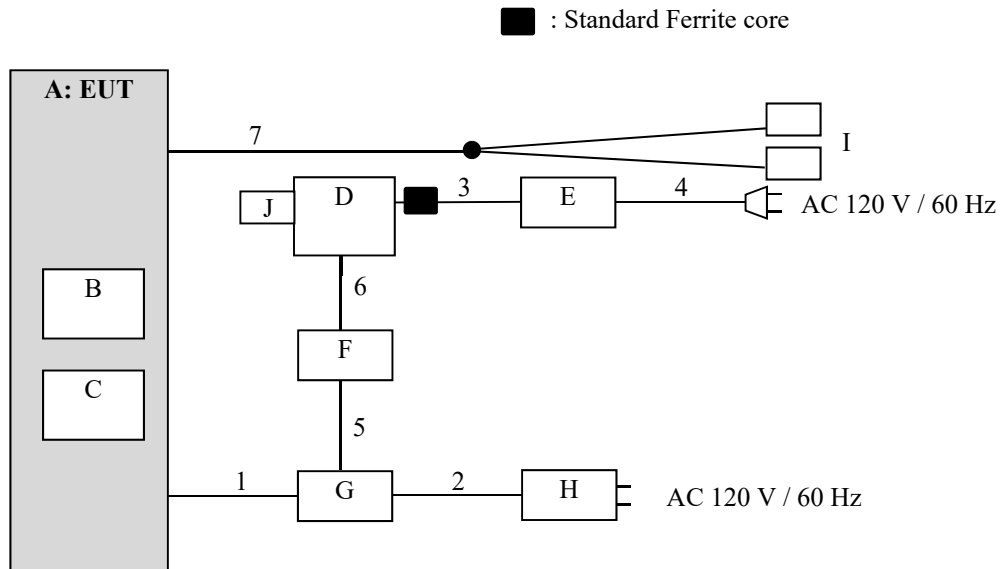 : Standard Ferrite core
A: EUT
7
I
J
D
3
E
4
AC 120 V / 60 Hz
B
6
F
C
5
1
G
2
H
AC 120 V / 60 Hz